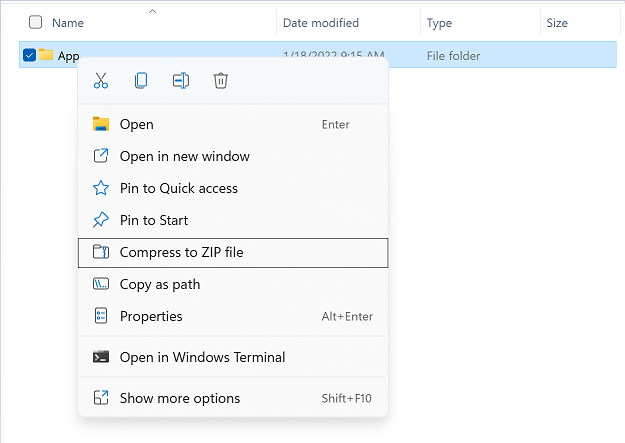 Name Date modified Type Size
App 1/18/2022 9:15 AM File folder
Open Enter
Open in new window
Pin to Quick access
Pin to Start
Compress to ZIP file
Copy as path
Properties Alt+Enter
Open in Windows Terminal
Show more options Shift+F10